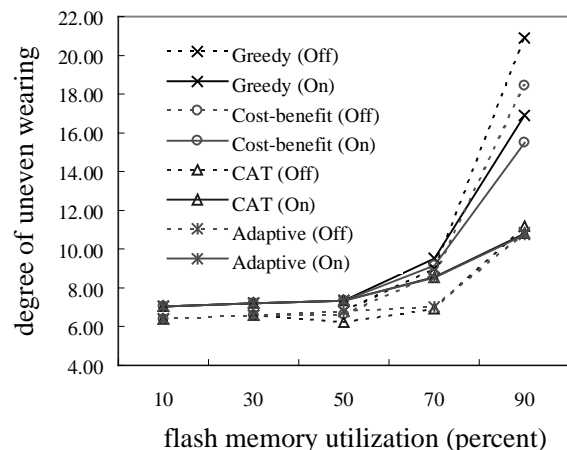 22.00
20.00
18.00
16.00
14.00
12.00
10.00
8.00
6.00
4.00
degree of uneven wearing
Greedy (Off)
Greedy (On)
Cost-benefit (Off)
Cost-benefit (On)
CAT (Off)
CAT (On)
Adaptive (Off)
Adaptive (On)
10 30 50 70 90
flash memory utilization (percent)